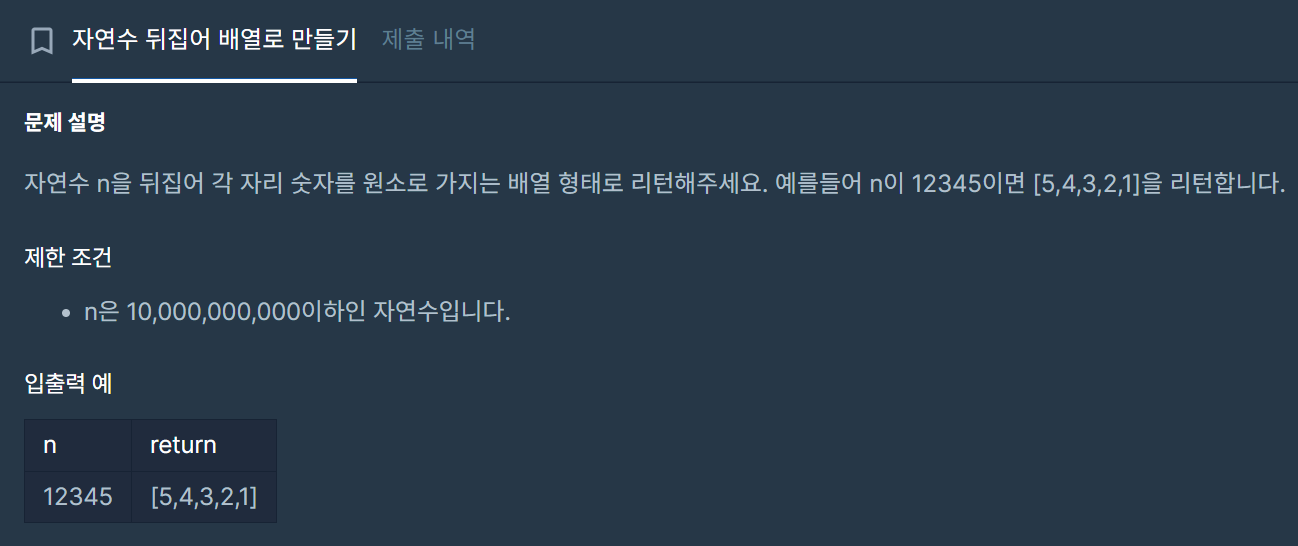 자연수 뒤집어 배열로 만들기 제출 내역
문제 설명
자연수 n을 뒤집어 각 자리 숫자를 원소로 가지는 배열 형태로 리턴해주세요. 예를들어 n이 12345이면 [5,4,3,2,1]을 리턴합니다.
제한 조건
• n은 10,000,000,000이하인 자연수입니다.
입출력 예
n return
12345 [5,4,3,2,1]